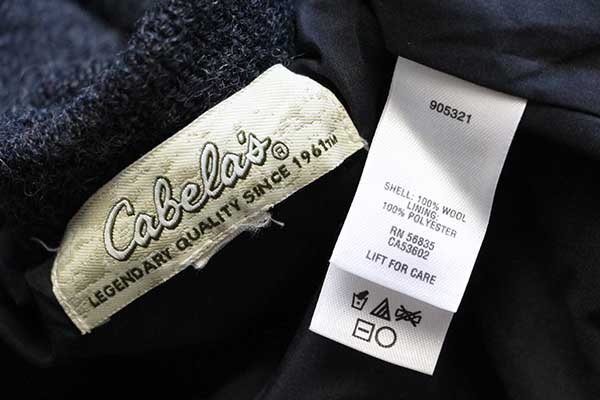 Cabela's®
LEGENDARY QUALITY SINCE 1961™
905321
SHELL: 100% WOOL
LINING:
100% POLYESTER
RN 56835
CA53602
LIFT FOR CARE